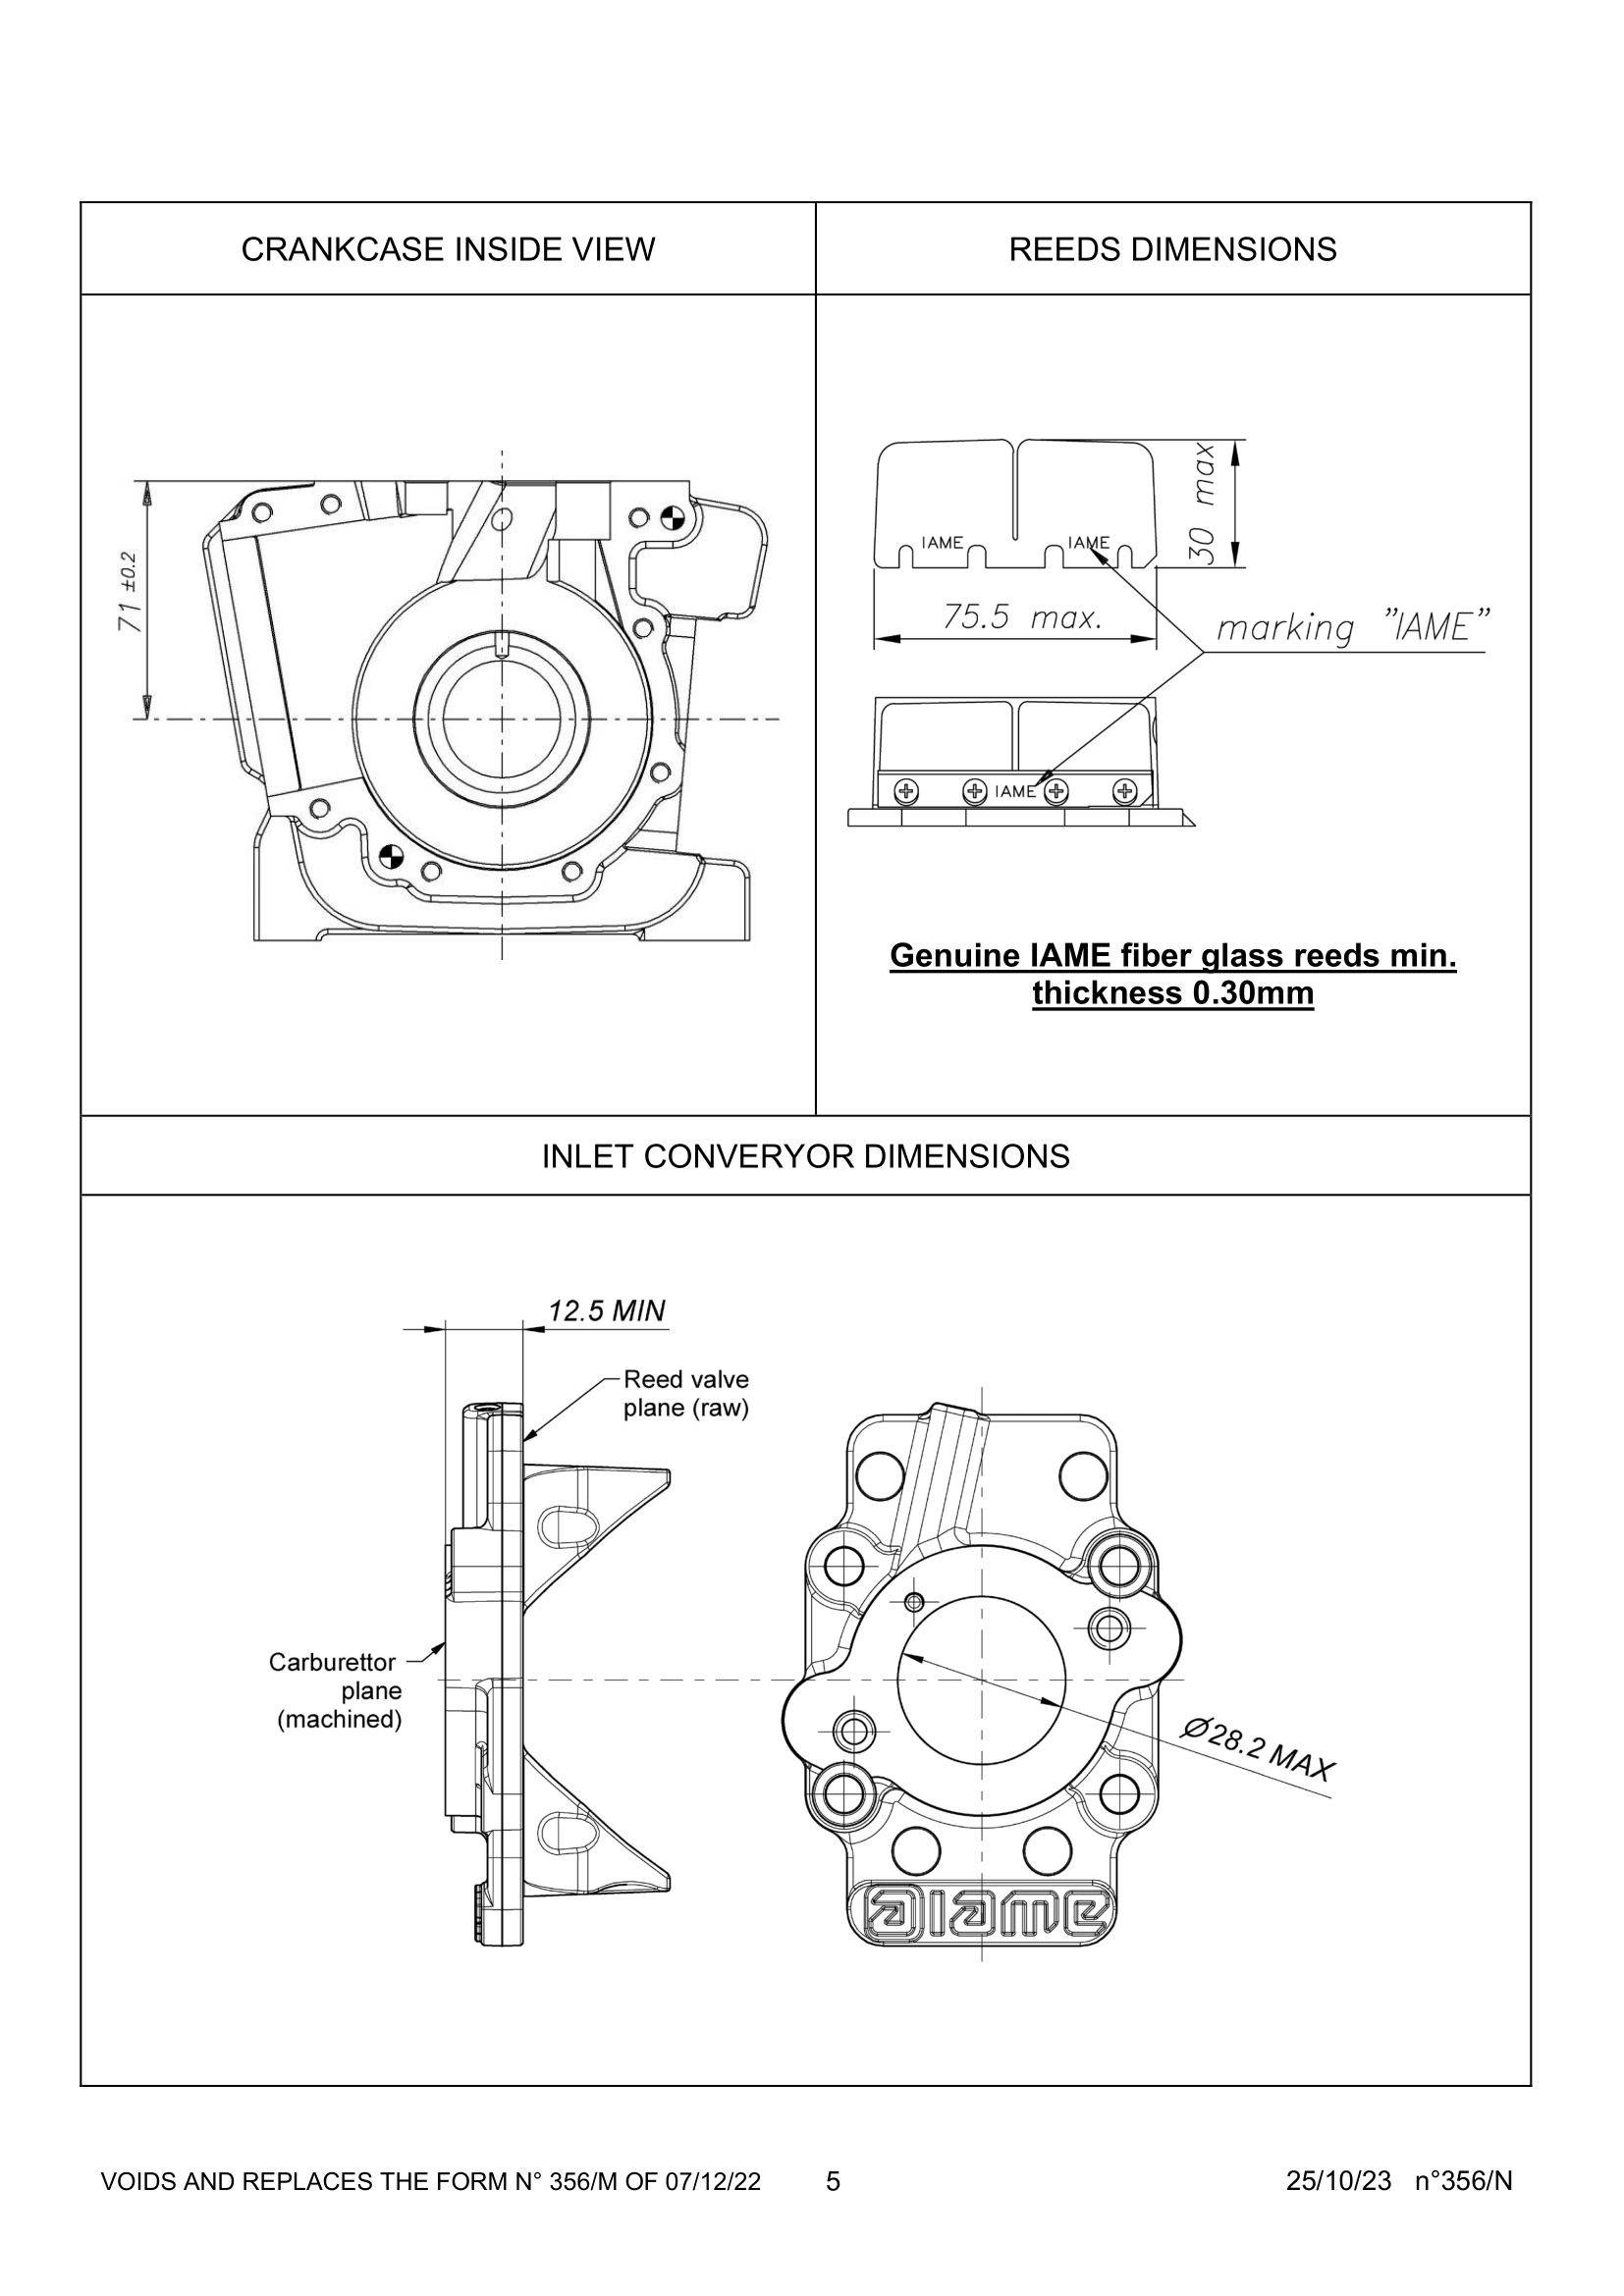 CRANKCASE INSIDE VIEW
REEDS DIMENSIONS
71 ±0.2
IAME
IAME
30 max
75.5 max.
marking "IAME"
IAME
Genuine IAME fiber glass reeds min.
thickness 0.30mm
INLET CONVERYOR DIMENSIONS
12.5 MIN
Reed valve
plane (raw)
Carburettor
plane
(machined)
Ø28.2 MAX
iame
VOIDS AND REPLACES THE FORM N° 356/M OF 07/12/22
5
25/10/23 n°356/N